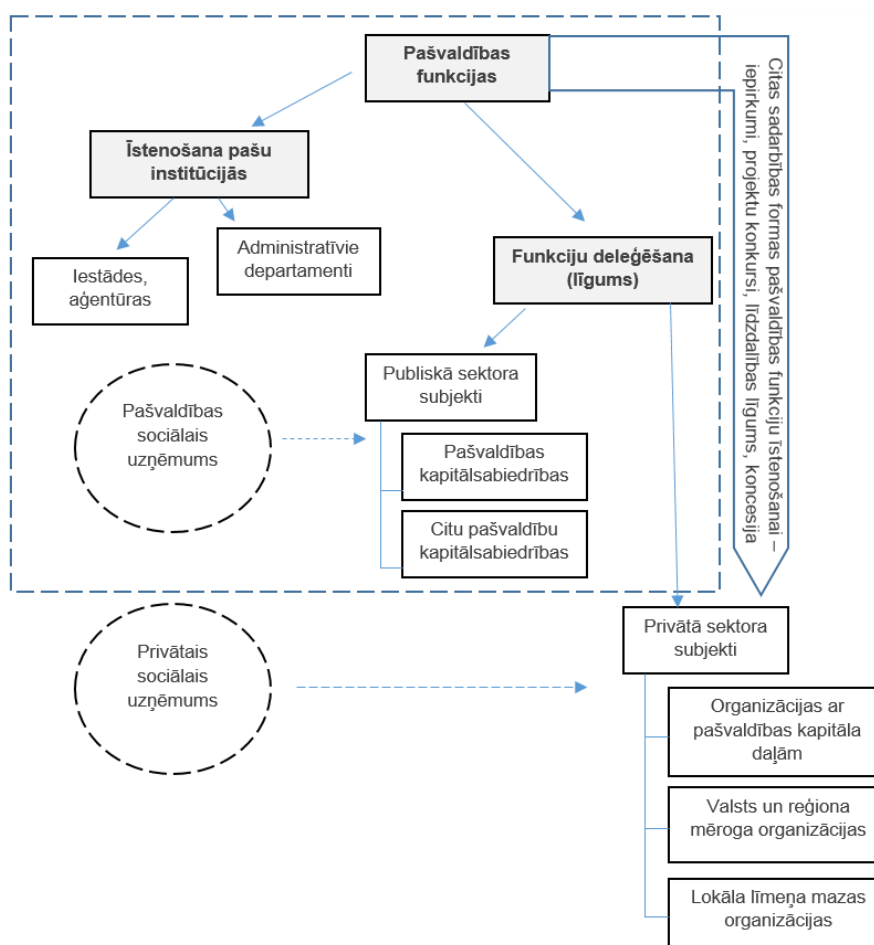 Pašvaldības
funkcijas
Citas sadarbības formas pašvaldības funkciju īstenošanai –
iepirkumi, projektu konkursi, līdzdalības līgums, koncesija
Īstenošana pašu
institūcijās
Iestādes,
aģentūras
Administratīvie
departamenti
Funkciju deleģēšana
(līgums)
Publiskā sektora
subjekti
Pašvaldības
sociālais
uzņēmums
Pašvaldības
kapitālsabiedrības
Citu pašvaldību
kapitālsabiedrības
Privātā sektora
subjekti
Privātais
sociālais
uzņēmums
Organizācijas ar
pašvaldības kapitāla
daļām
Valsts un reģiona
mēroga organizācijas
Lokāla līmeņa mazas
organizācijas